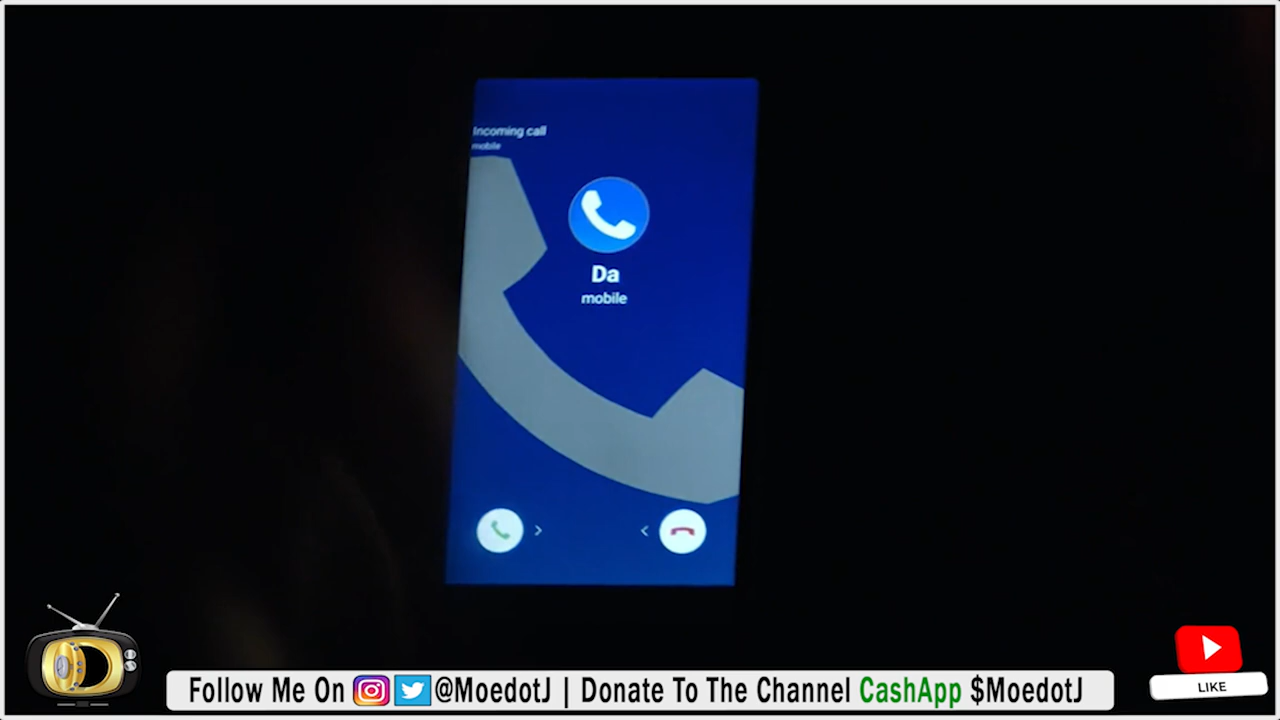 Incoming call
mobile
Da
mobile
Follow Me On @MoedotJ | Donate To The Channel CashApp $MoedotJ
LIKE